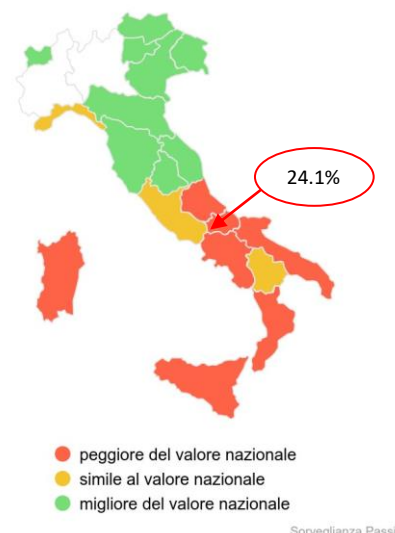 24.1%
peggiore del valore nazionale
simile al valore nazionale
migliore del valore nazionale
Sorveglianza Passi